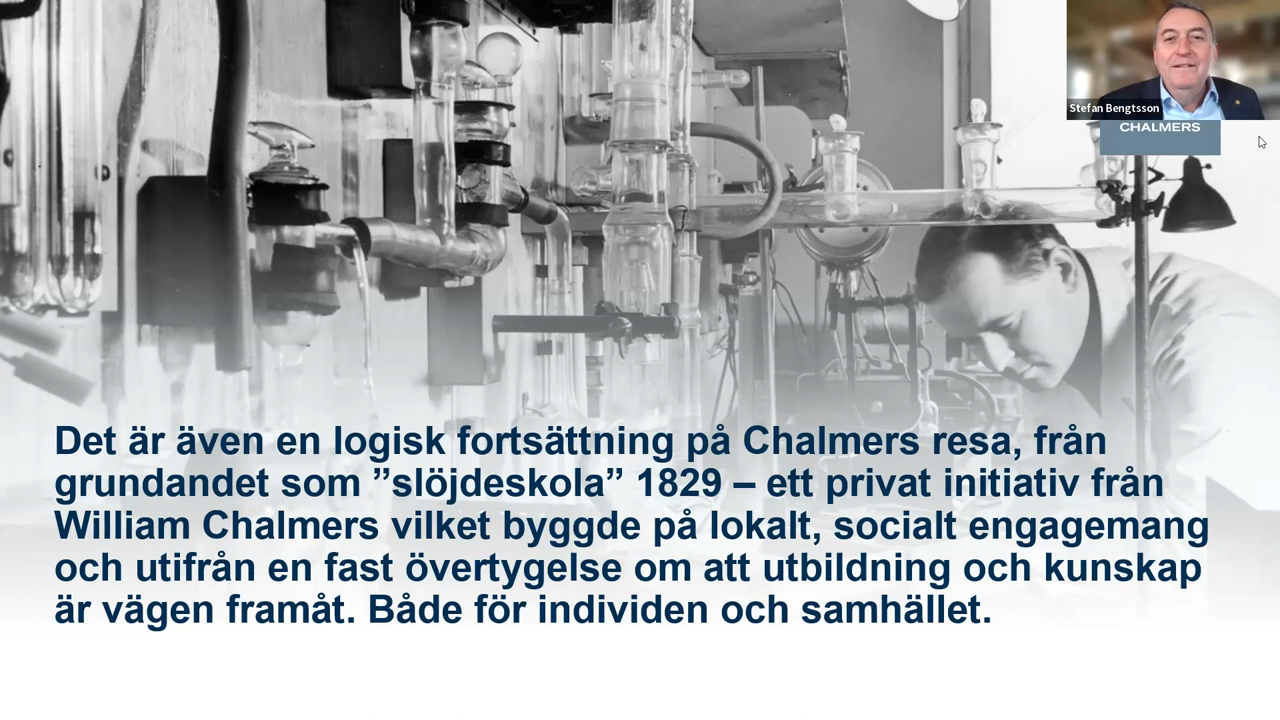 Stefan Bengtsson
CHALMERS
Det är även en logisk fortsättning på Chalmers resa, från
grundandet som ”slöjdeskola” 1829 – ett privat initiativ från
William Chalmers vilket byggde på lokalt, socialt engagemang
och utifrån en fast övertygelse om att utbildning och kunskap
är vägen framåt. Både för individen och samhället.